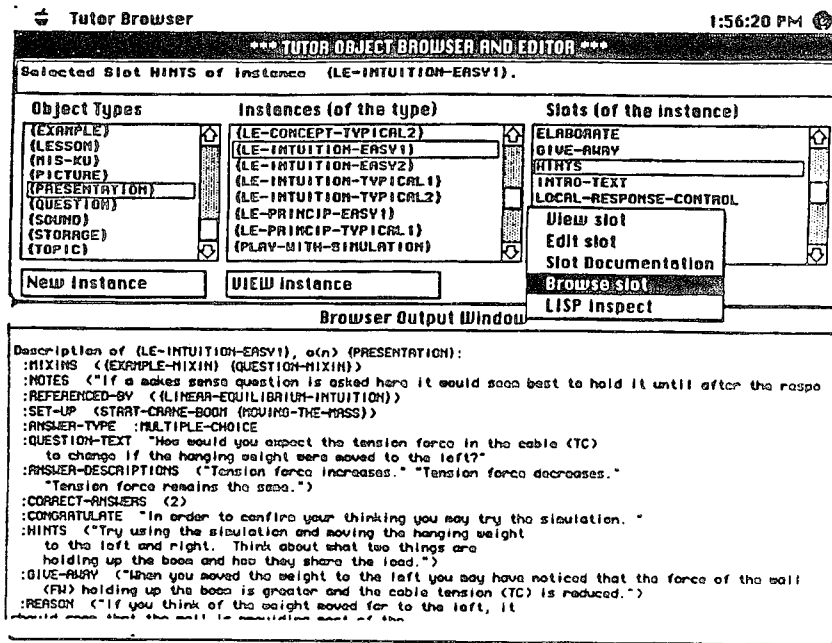 Tutor Browser
1:56:20 PM
*** TUTOR OBJECT BROWSER AND EDITOR ***
Selected Slot HINTS of instance (LE-INTUITION-EASY1).
Object Types
Instances (of the type)
Slots (of the instance)
(EXAMPLE)
(LESSON)
(MIS-KU)
(PICTURE)
(PRESENTATION)
(QUESTION)
(SOUND)
(STORAGE)
(TOPIC)
(LE-CONCEPT-TYPICAL2)
(LE-INTUITION-EASY1)
(LE-INTUITION-EASY2)
(LE-INTUITION-TYPICAL1)
(LE-INTUITION-TYPICAL2)
(LE-PRINCIP-EASY1)
(LE-PRINCIP-TYPICAL1)
(PLAY-WITH-SIMULATION)
ELABORATE
GIVE-AWAY
HINTS
INTRO-TEXT
LOCAL-RESPONSE-CONTROL
View slot
Edit slot
Slot Documentation
Browse slot
LISP Inspect
New Instance
VIEW instance
Browser Output Window
Description of (LE-INTUITION-EASY1), a(n) (PRESENTATION):
:MIXINS ((EXAMPLE-MIXIN) (QUESTION-MIXIN))
:NOTES ("If a makes sense question is asked here it would seem best to hold it until after the respo
:REFERENCED-BY ((LINEAR-EQUILIBRIUM-INTUITION))
:SET-UP (START-CRANE-BOOM (MOVING-THE-MASS))
:ANSWER-TYPE :MULTIPLE-CHOICE
:QUESTION-TEXT "How would you expect the tension force in the cable (TC)
to change if the hanging weight were moved to the left?"
:ANSWER-DESCRIPTIONS ("Tension force increases." "Tension force decreases."
"Tension force remains the same.")
:CORRECT-ANSWERS (2)
:CONGRATULATE "In order to confirm your thinking you may try the simulation. "
:HINTS ("Try using the simulation and moving the hanging weight
to the left and right. Think about what two things are
holding up the boom and how they share the load.")
:GIVE-AWAY ("When you moved the weight to the left you may have noticed that the force of the wall
(FW) holding up the boom is greater and the cable tension (TC) is reduced.")
:REASON ("If you think of the weight moved far to the left, it
should seem that the wall is providing most of the